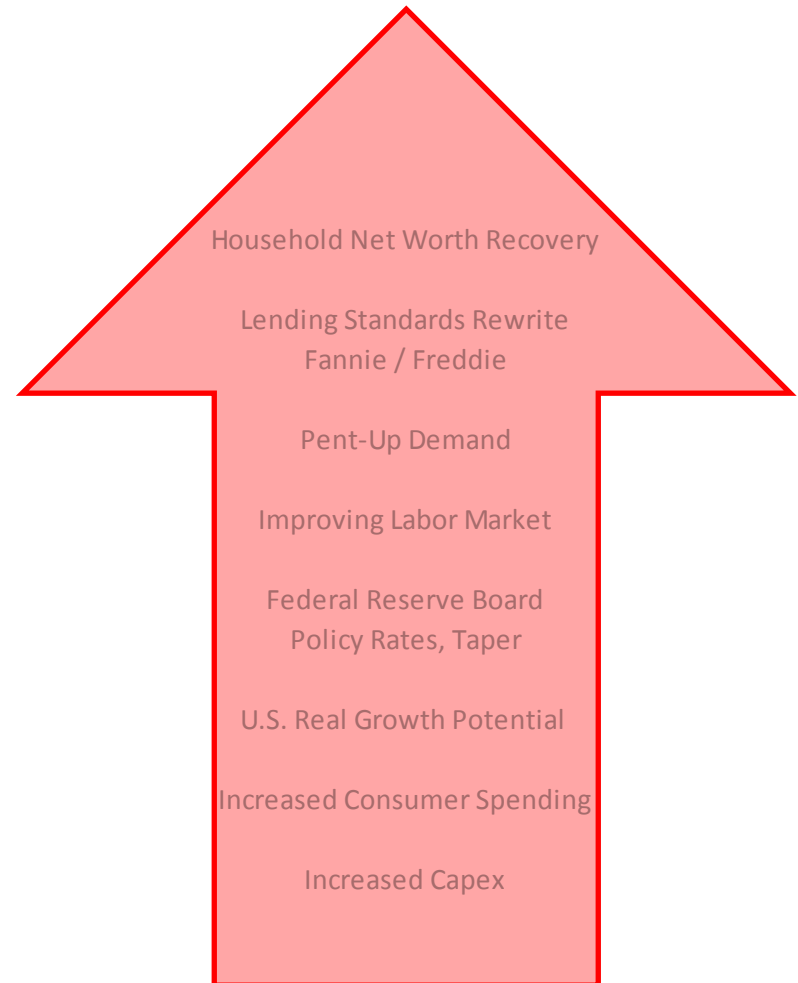 Household Net Worth Recovery
Lending Standards Rewrite
Fannie / Freddie
Pent-Up Demand
Improving Labor Market
Federal Reserve Board
Policy Rates, Taper
U.S. Real Growth Potential
Increased Consumer Spending
Increased Capex